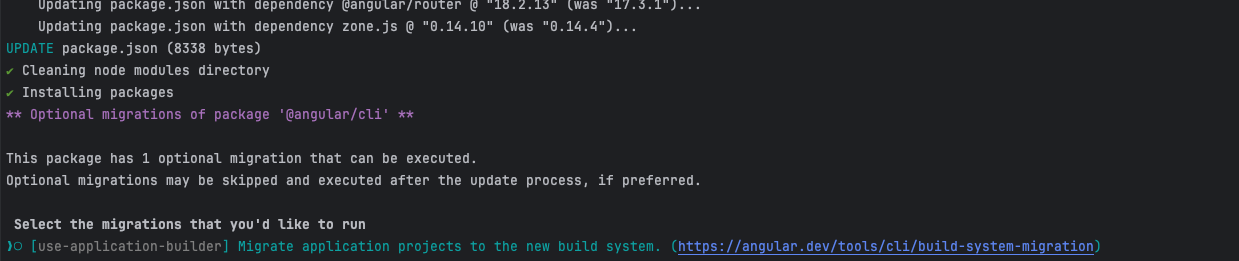 Updating package.json with dependency @angular/router @ "18.2.13" (was "17.3.1")...
Updating package.json with dependency zone.js @ "0.14.10" (was "0.14.4")...
UPDATE package.json (8338 bytes)
✔ Cleaning node modules directory
✔ Installing packages
** Optional migrations of package '@angular/cli' **
This package has 1 optional migration that can be executed.
Optional migrations may be skipped and executed after the update process, if preferred.
Select the migrations that you'd like to run
❯◯ [use-application-builder] Migrate application projects to the new build system. (https://angular.dev/tools/cli/build-system-migration)